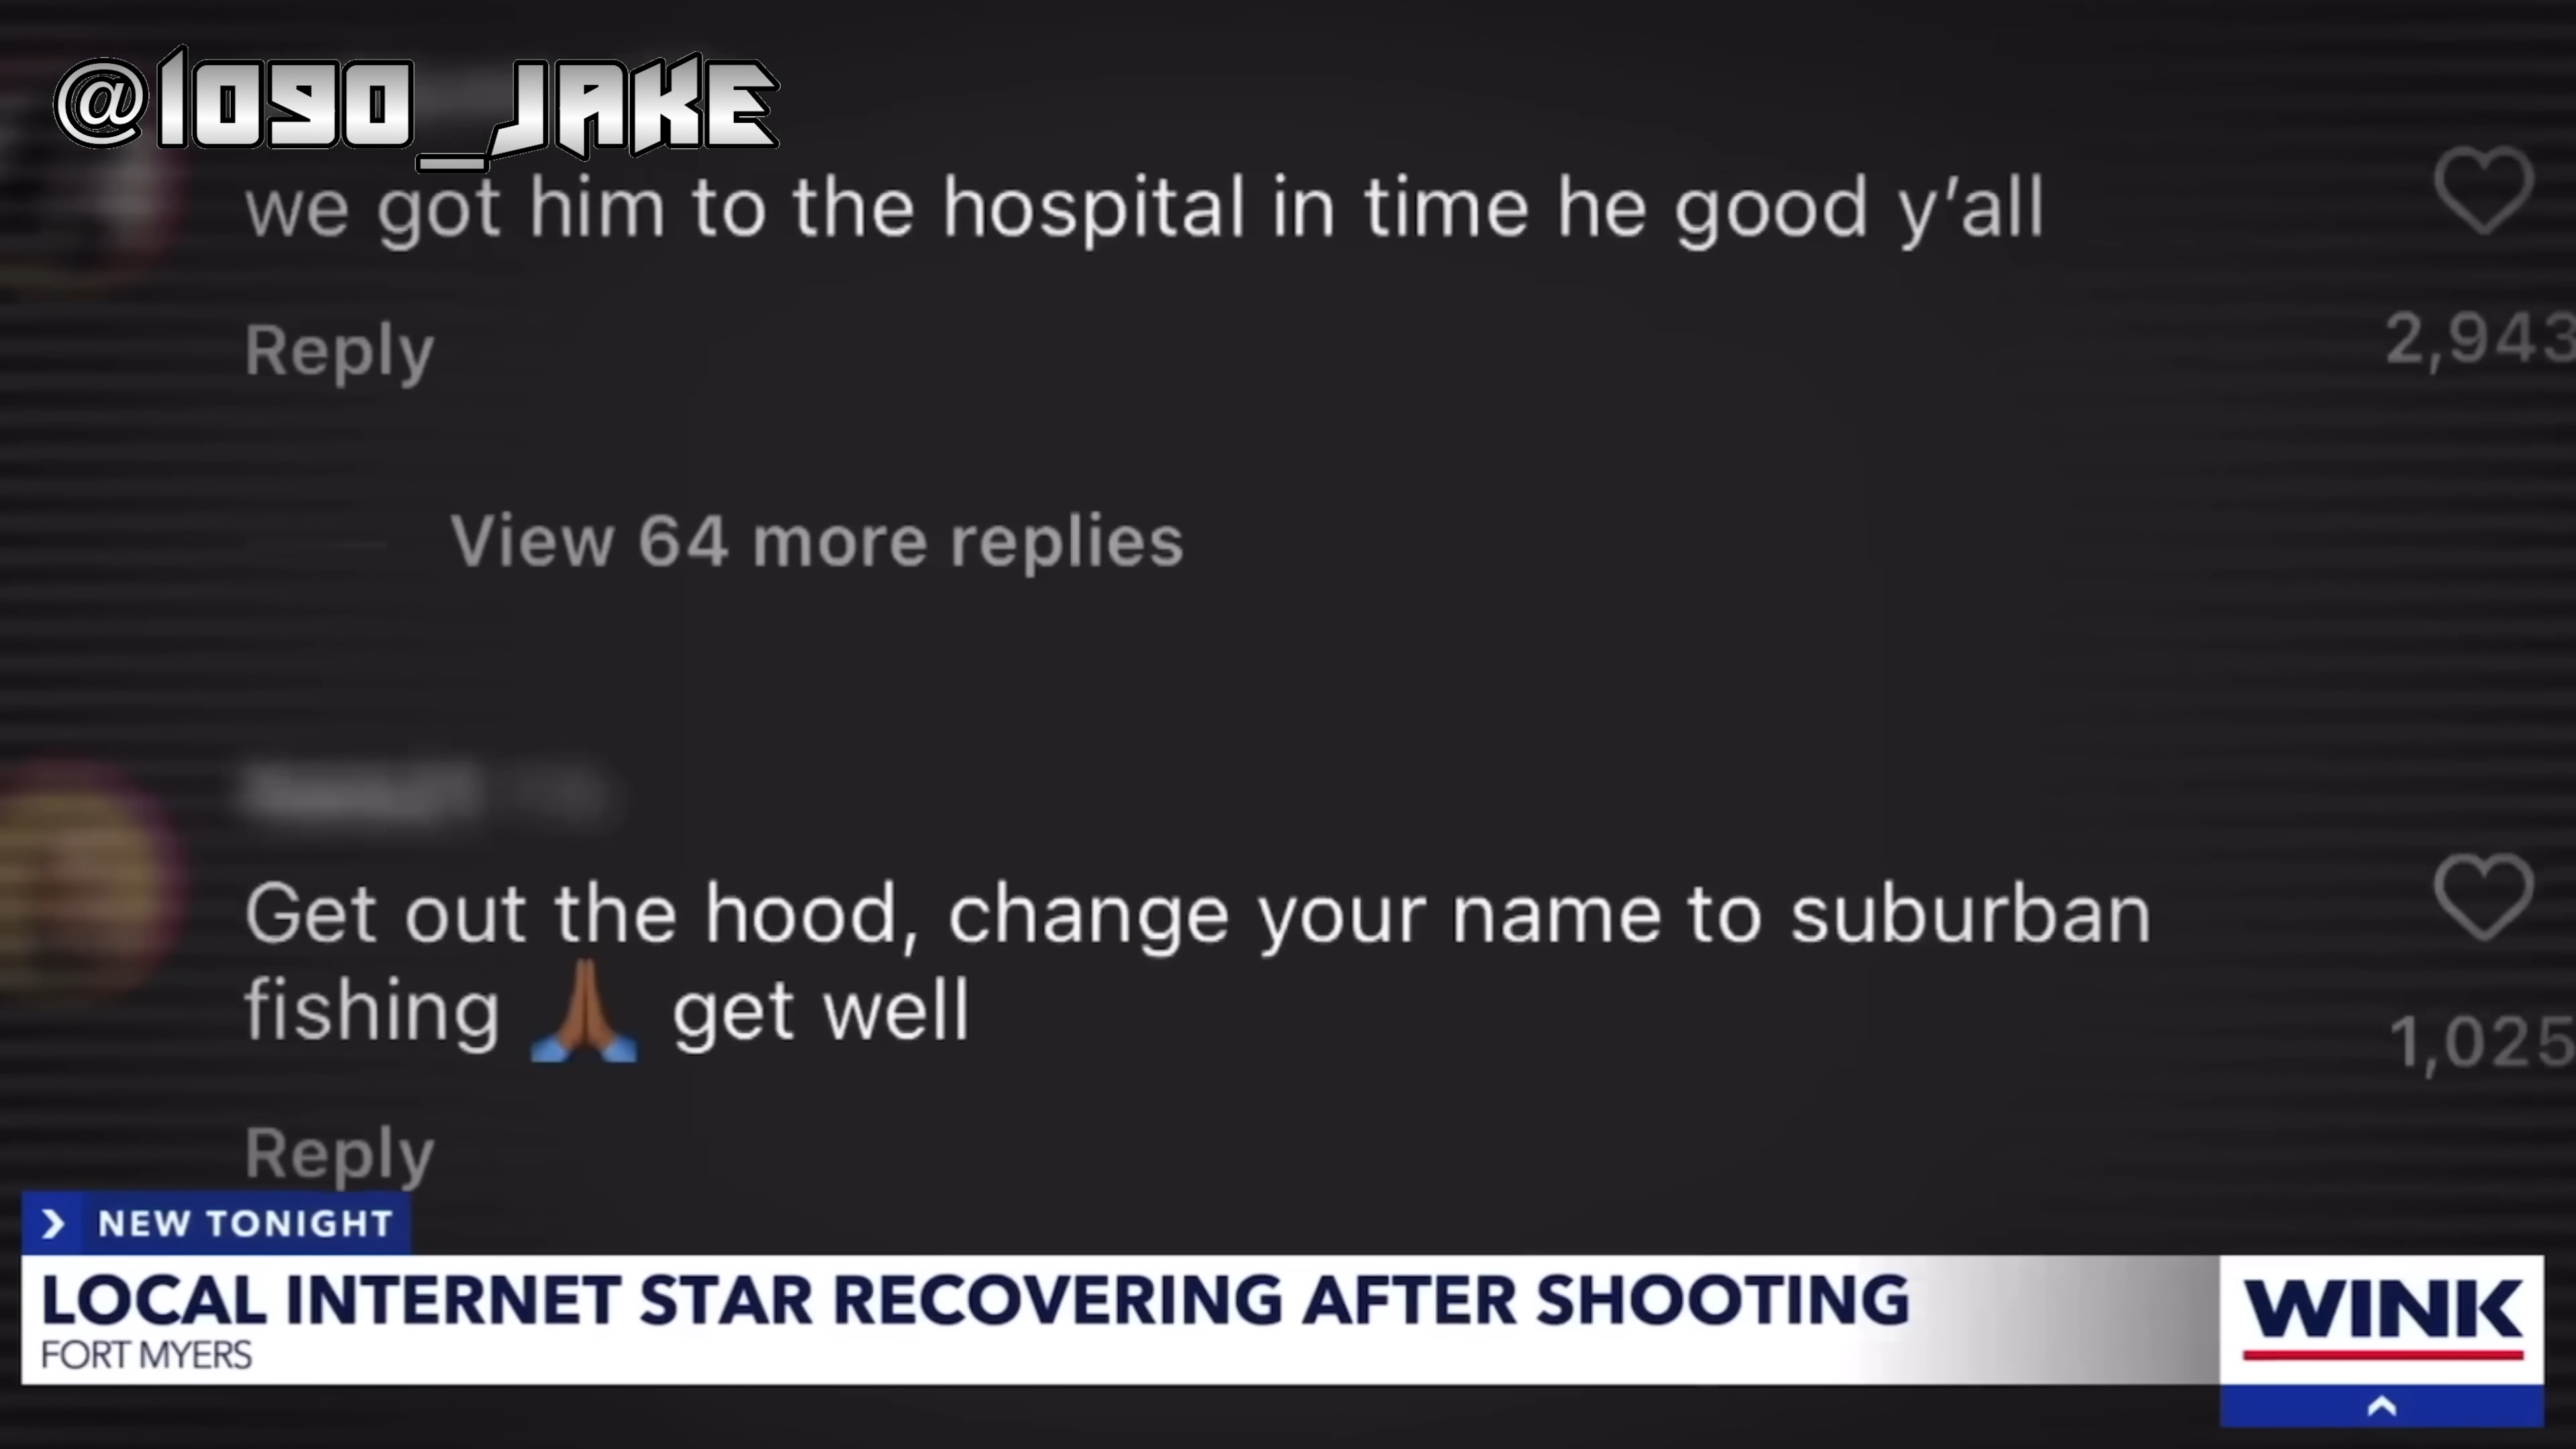 @1090_JAKE
we got him to the hospital in time he good y’all
Reply
2,943
View 64 more replies
Get out the hood, change your name to suburban
fishing 🙏🏾 get well
1,025
Reply
NEW TONIGHT
LOCAL INTERNET STAR RECOVERING AFTER SHOOTING
FORT MYERS
WINK